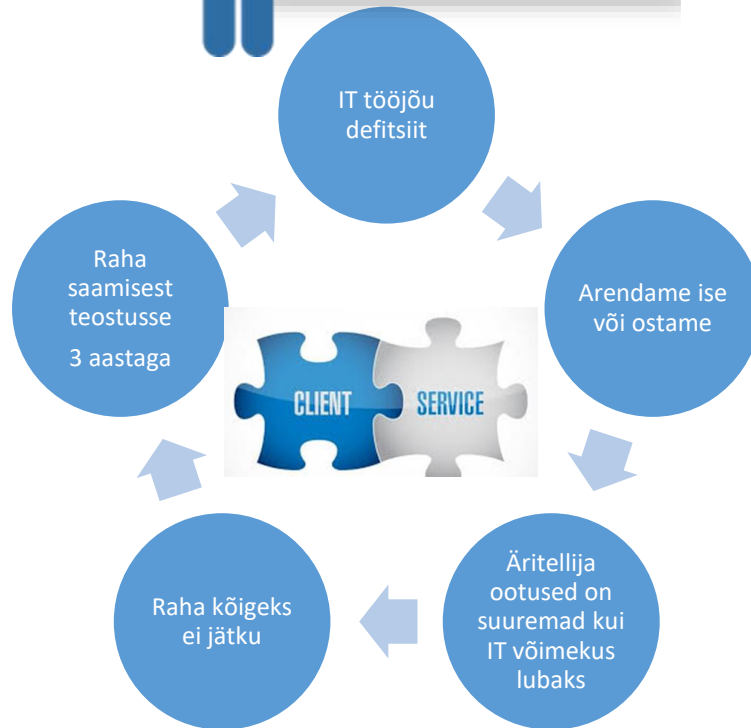 IT tööjõu
defitsiit
Arendame ise
või ostame
Äritellija
ootused on
suuremad kui
IT võimekus
lubaks
Raha kõigeks
ei jätku
Raha
saamisest
teostusse
3 aastaga
CLIENT
SERVICE